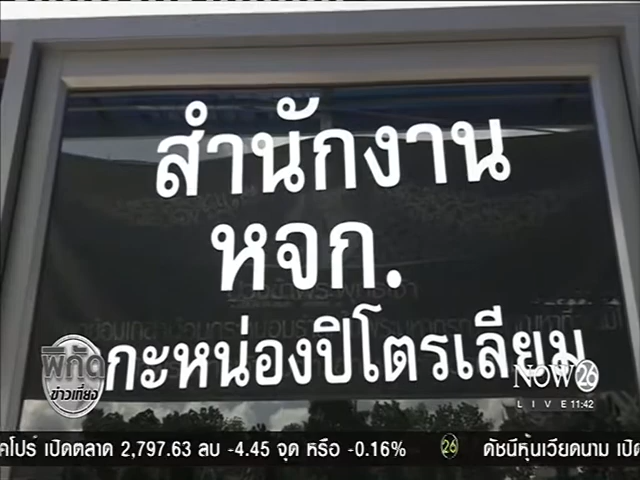 สำนักงาน
หจก.
กะหน่องปิโตรเลียม
พิกัด
ข่าวเที่ยง
NOW26
LIVE 11:42
คโปร์ เปิดตลาด 2,797.63 ลบ -4.45 จุด หรือ -0.16% 26 ดัชนีหุ้นเวียดนาม เปิด